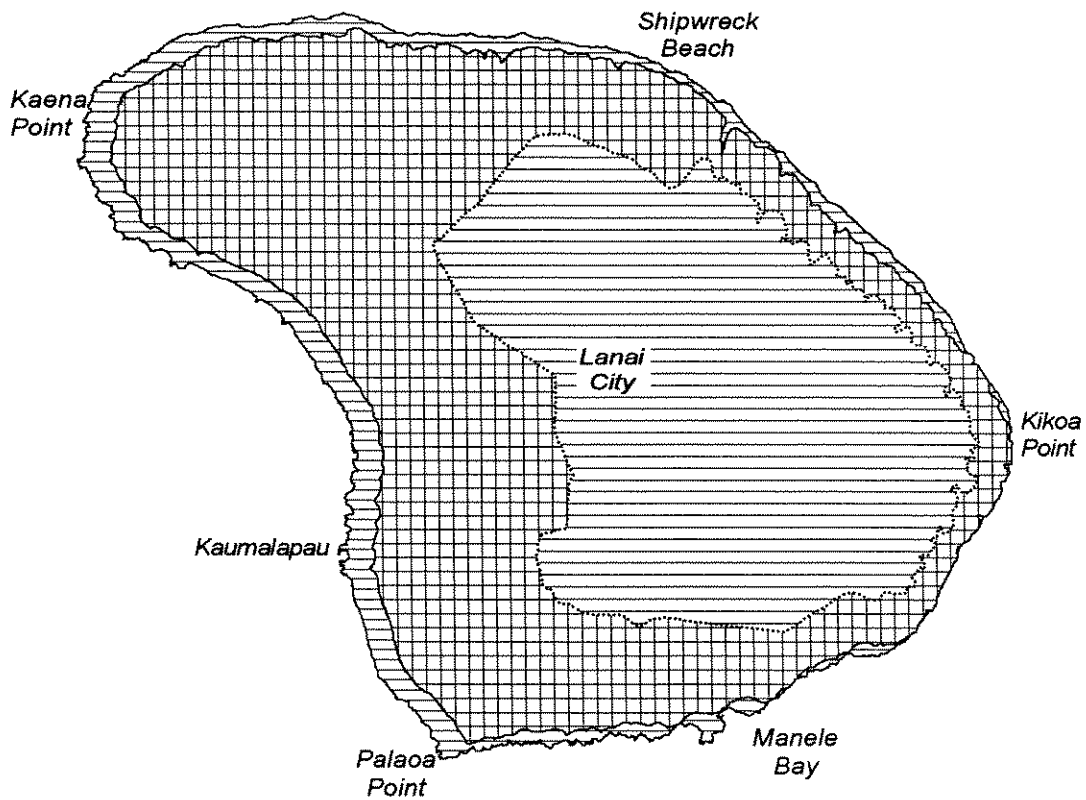 Shipwreck
Beach
Kaena
Point
Lanai
City
Kikoa
Point
Kaumalapau
Manele
Bay
Palaoa
Point